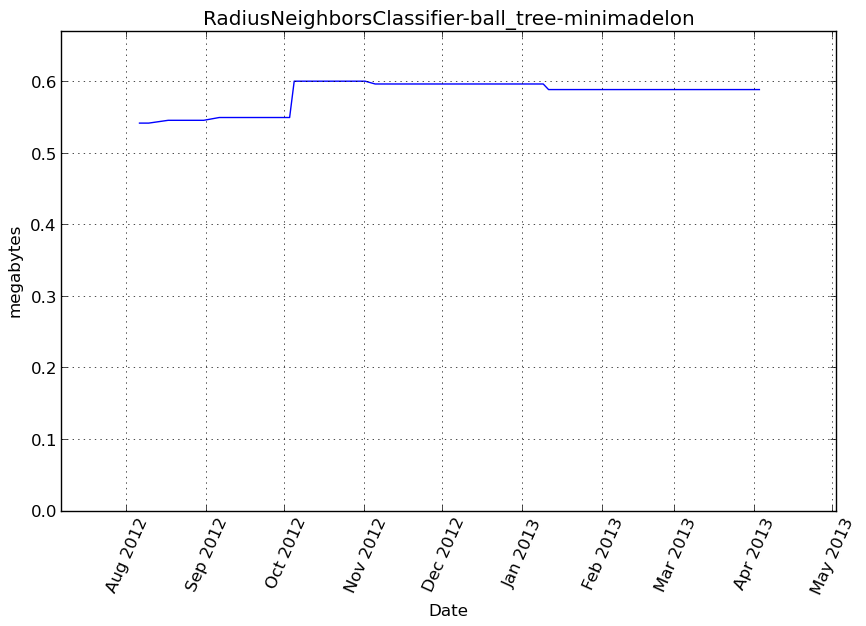 RadiusNeighborsClassifier-ball_tree-minimadelon
0.6
0.5
0.4
0.3
0.2
0.1
0.0
megabytes
Aug 2012
Sep 2012
Oct 2012
Nov 2012
Dec 2012
Jan 2013
Feb 2013
Mar 2013
Apr 2013
May 2013
Date